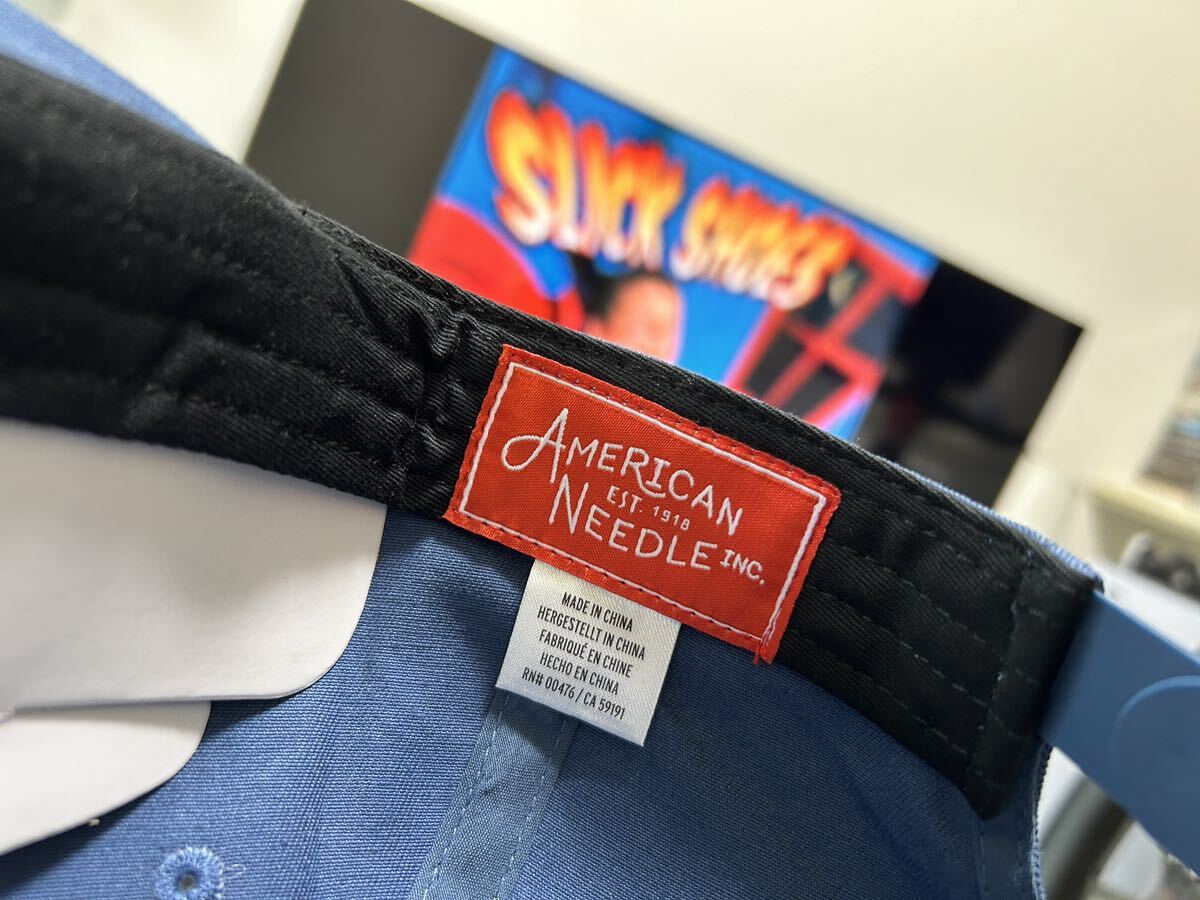 SLICK SHOES
AMERICAN
EST. 1918
NEEDLE INC.
MADE IN CHINA
HERGESTELLT IN CHINA
FABRIQUÉ EN CHINE
HECHO EN CHINA
RN# 00476 / CA 59191